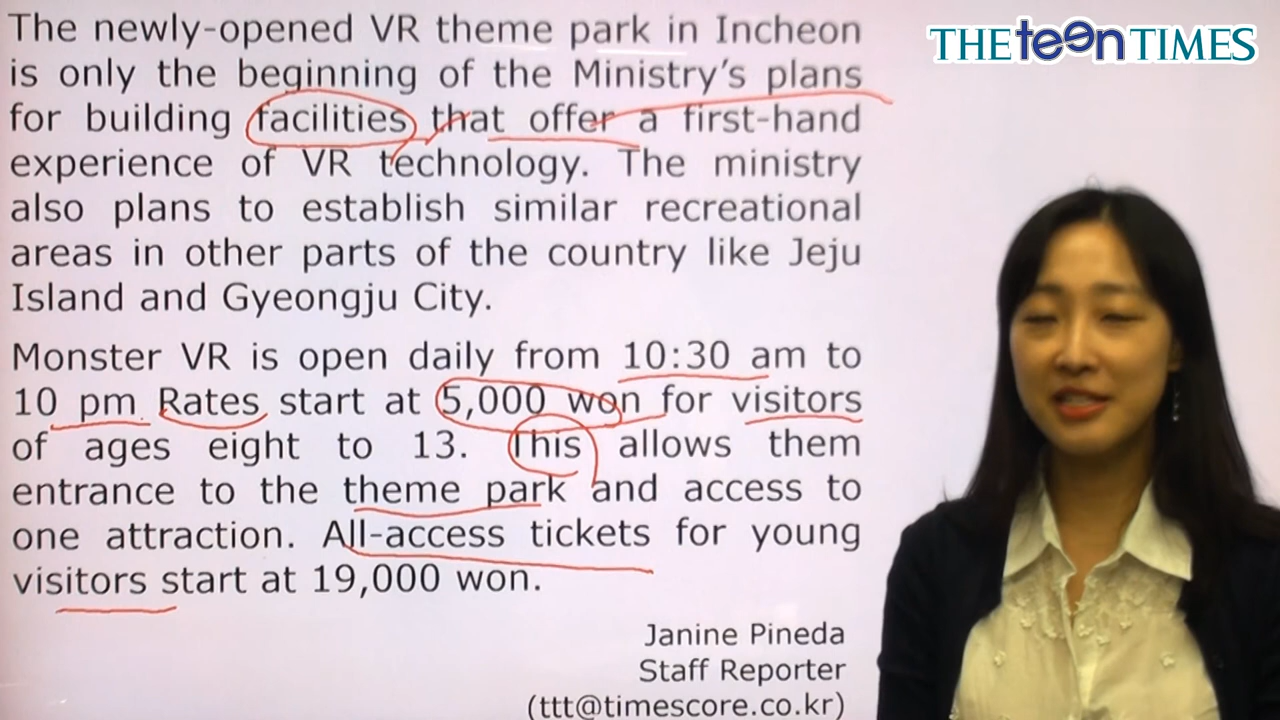 The newly-opened VR theme park in Incheon
is only the beginning of the Ministry's plans
for building facilities that offer a first-hand
experience of VR technology. The ministry
also plans to establish similar recreational
areas in other parts of the country like Jeju
Island and Gyeongju City.
Monster VR is open daily from 10:30 am to
10 pm Rates start at 5,000 won for visitors
of ages eight to 13. This allows them
entrance to the theme park and access to
one attraction. All-access tickets for young
visitors start at 19,000 won.
Janine Pineda
Staff Reporter
(ttt@timescore.co.kr)
THE teen TIMES